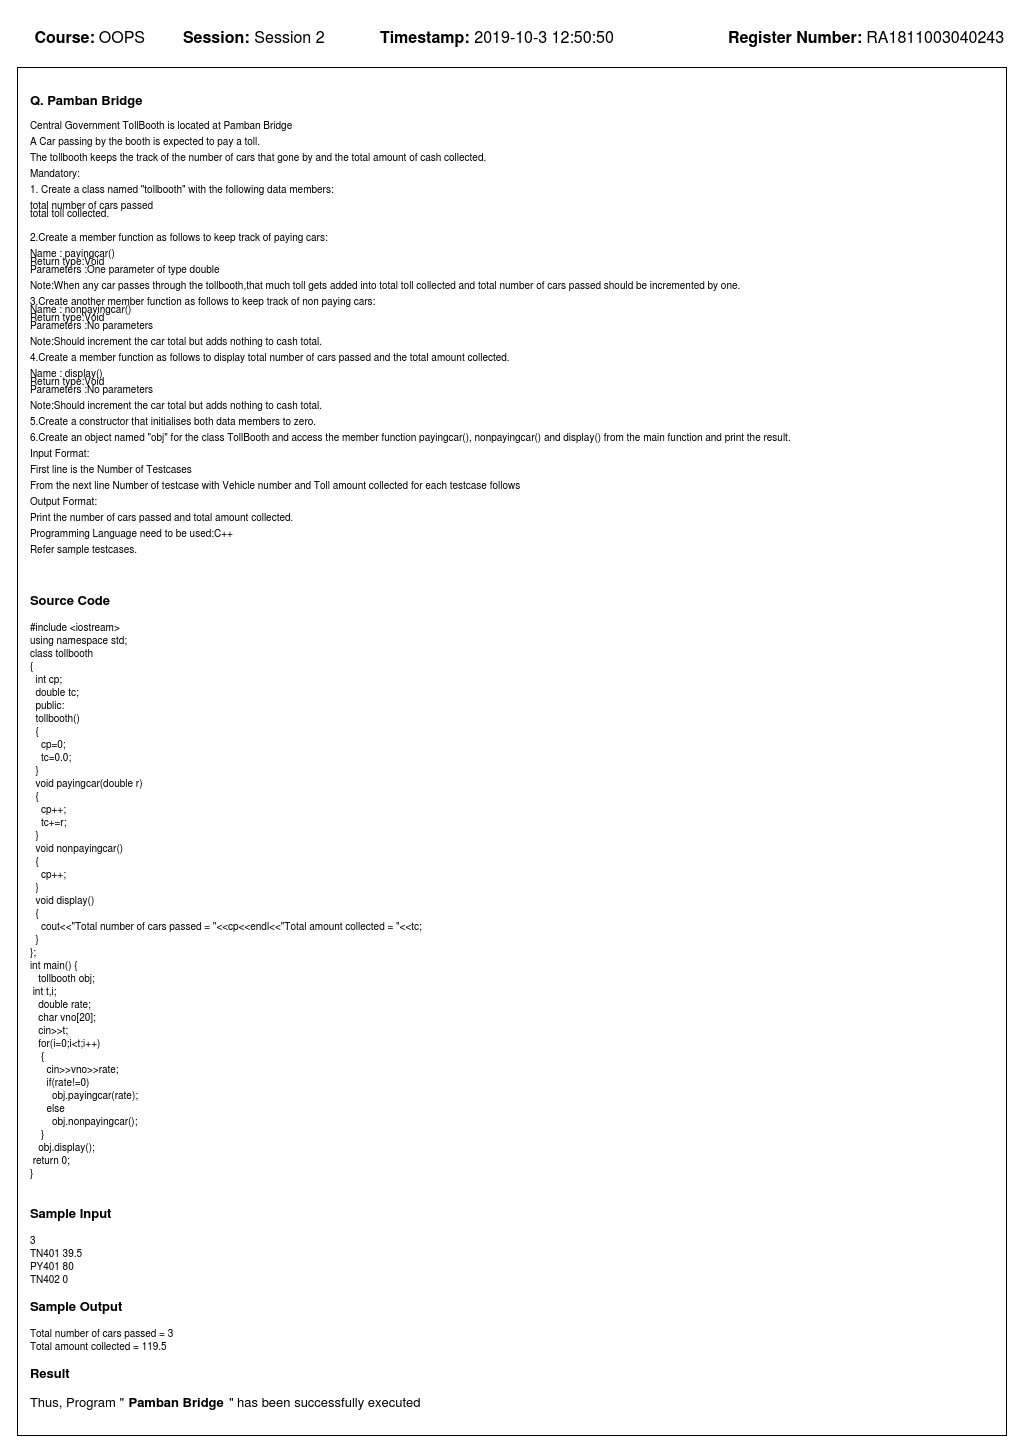 Course: OOPS Session: Session 2 Timestamp: 2019-10-3 12:50:50 Register Number: RA1811003040243
Q. Pamban Bridge
Central Government TollBooth is located at Pamban Bridge
A Car passing by the booth is expected to pay a toll.
The tollbooth keeps the track of the number of cars that gone by and the total amount of cash collected.
Mandatory:
1. Create a class named "tollbooth" with the following data members:
total number of cars passed
total toll collected.
2.Create a member function as follows to keep track of paying cars:
Name : payingcar()
Return type:Void
Parameters :One parameter of type double
Note:When any car passes through the tollbooth,that much toll gets added into total toll collected and total number of cars passed should be incremented by one.
3.Create another member function as follows to keep track of non paying cars:
Name : nonpayingcar()
Return type:Void
Parameters :No parameters
Note:Should increment the car total but adds nothing to cash total.
4.Create a member function as follows to display total number of cars passed and the total amount collected.
Name : display()
Return type:Void
Parameters :No parameters
Note:Should increment the car total but adds nothing to cash total.
5.Create a constructor that initialises both data members to zero.
6.Create an object named "obj" for the class TollBooth and access the member function payingcar(), nonpayingcar() and display() from the main function and print the result.
Input Format:
First line is the Number of Testcases
From the next line Number of testcase with Vehicle number and Toll amount collected for each testcase follows
Output Format:
Print the number of cars passed and total amount collected.
Programming Language need to be used:C++
Refer sample testcases.
Source Code
#include <iostream>
using namespace std;
class tollbooth
{
int cp;
double tc;
public:
tollbooth()
{
cp=0;
tc=0.0;
}
void payingcar(double r)
{
cp++;
tc+=r;
}
void nonpayingcar()
{
cp++;
}
void display()
{
cout<<"Total number of cars passed = "<<cp<<endl<<"Total amount collected = "<<tc;
}
};
int main() {
tollbooth obj;
int t,i;
double rate;
char vno[20];
cin>>t;
for(i=0;i<t;i++)
{
cin>>vno>>rate;
if(rate!=0)
obj.payingcar(rate);
else
obj.nonpayingcar();
}
obj.display();
return 0;
}
Sample Input
3
TN401 39.5
PY401 80
TN402 0
Sample Output
Total number of cars passed = 3
Total amount collected = 119.5
Result
Thus, Program " Pamban Bridge " has been successfully executed